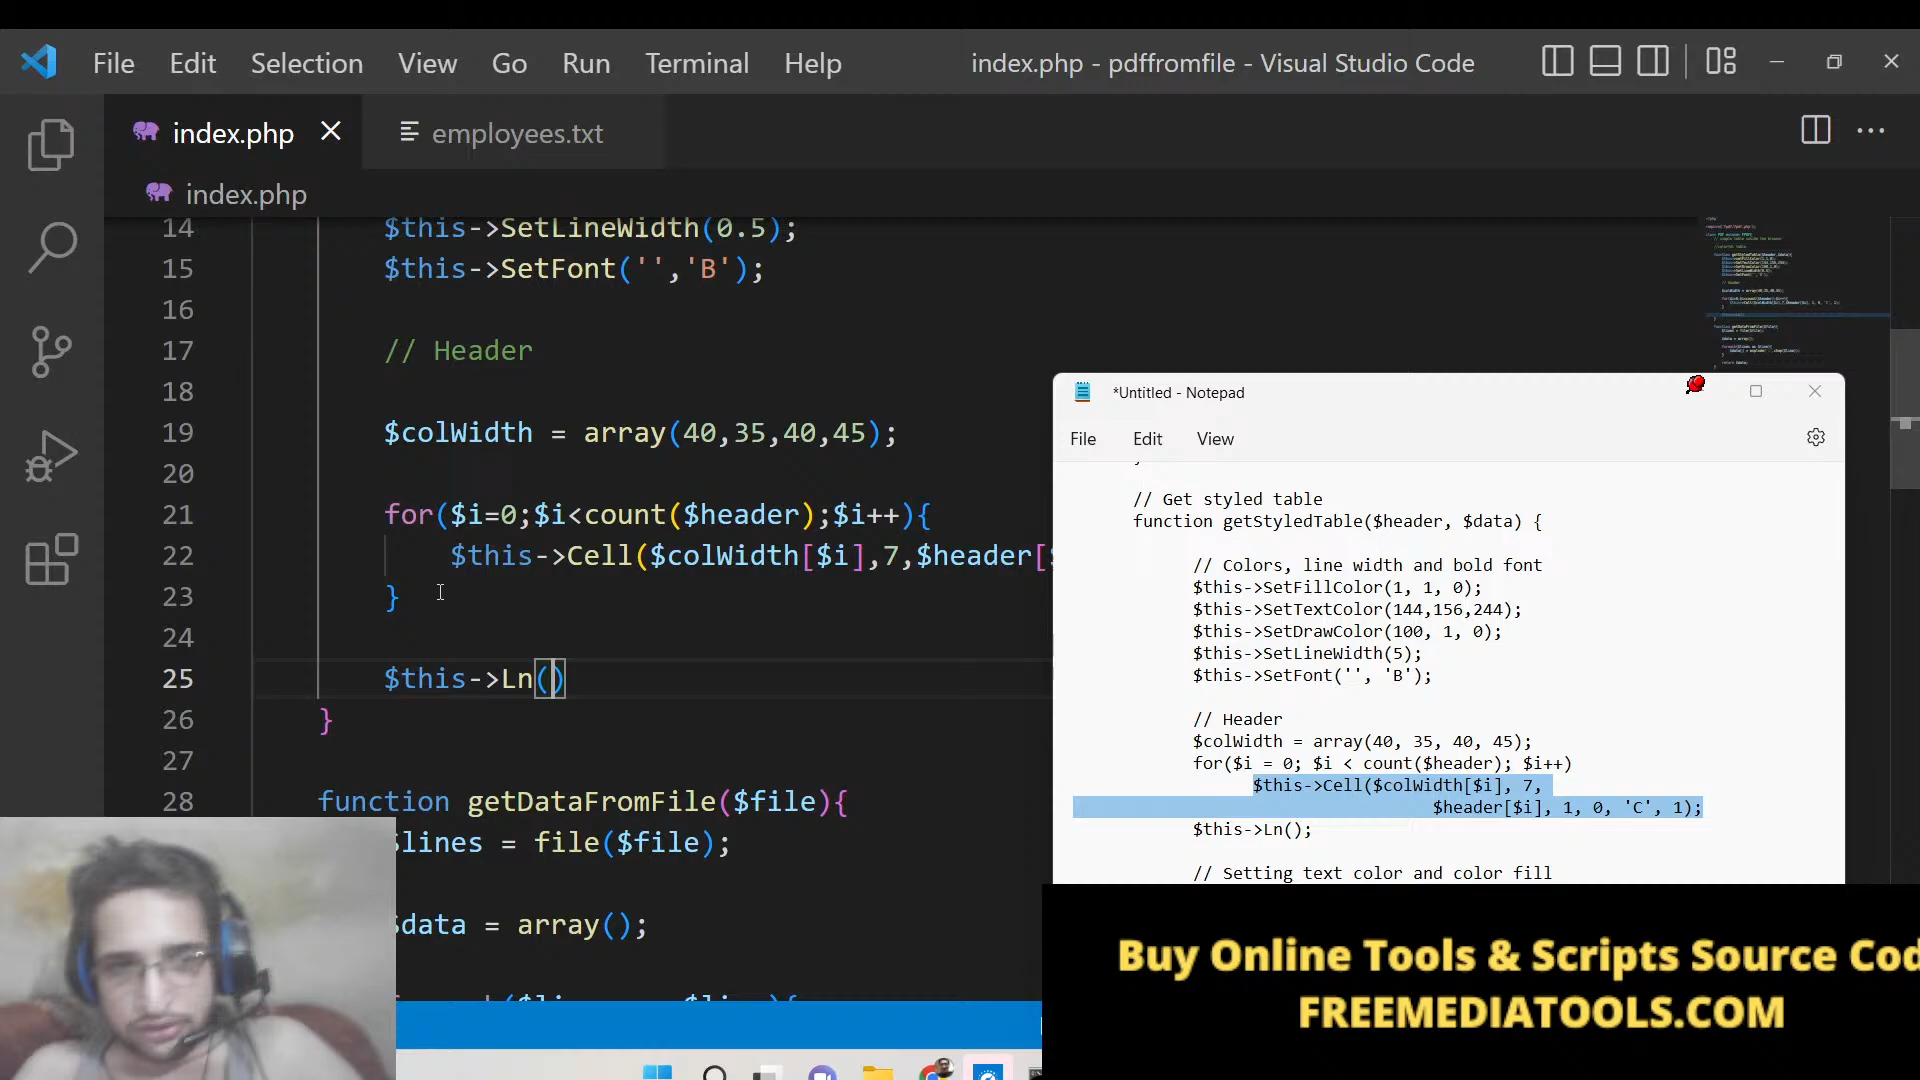 File Edit Selection View Go Run Terminal Help index.php - pdffromfile - Visual Studio Code
index.php employees.txt
index.php
14 $this->SetLineWidth(0.5);
15 $this->SetFont('','B');
16
17 // Header
18
19 $colWidth = array(40,35,40,45);
20
21 for($i=0;$i<count($header);$i++){
22 $this->Cell($colWidth[$i],7,$header[
23 }
24
25 $this->Ln()
26 }
27
28 function getDataFromFile($file){
$lines = file($file);
$data = array();
*Untitled - Notepad
File Edit View
// Get styled table
function getStyledTable($header, $data) {
// Colors, line width and bold font
$this->SetFillColor(1, 1, 0);
$this->SetTextColor(144,156,244);
$this->SetDrawColor(100, 1, 0);
$this->SetLineWidth(5);
$this->SetFont('', 'B');
// Header
$colWidth = array(40, 35, 40, 45);
for($i = 0; $i < count($header); $i++)
$this->Cell($colWidth[$i], 7,
$header[$i], 1, 0, 'C', 1);
$this->Ln();
// Setting text color and color fill
Buy Online Tools & Scripts Source Cod
FREEMEDIATOOLS.COM